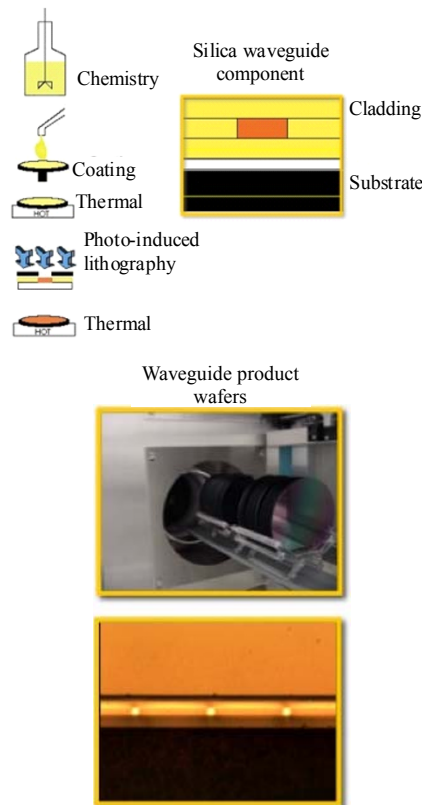 Chemistry
Silica waveguide
component
Cladding
Coating
Substrate
Thermal
HOT
Photo-induced
lithography
Thermal
HOT
Waveguide product
wafers